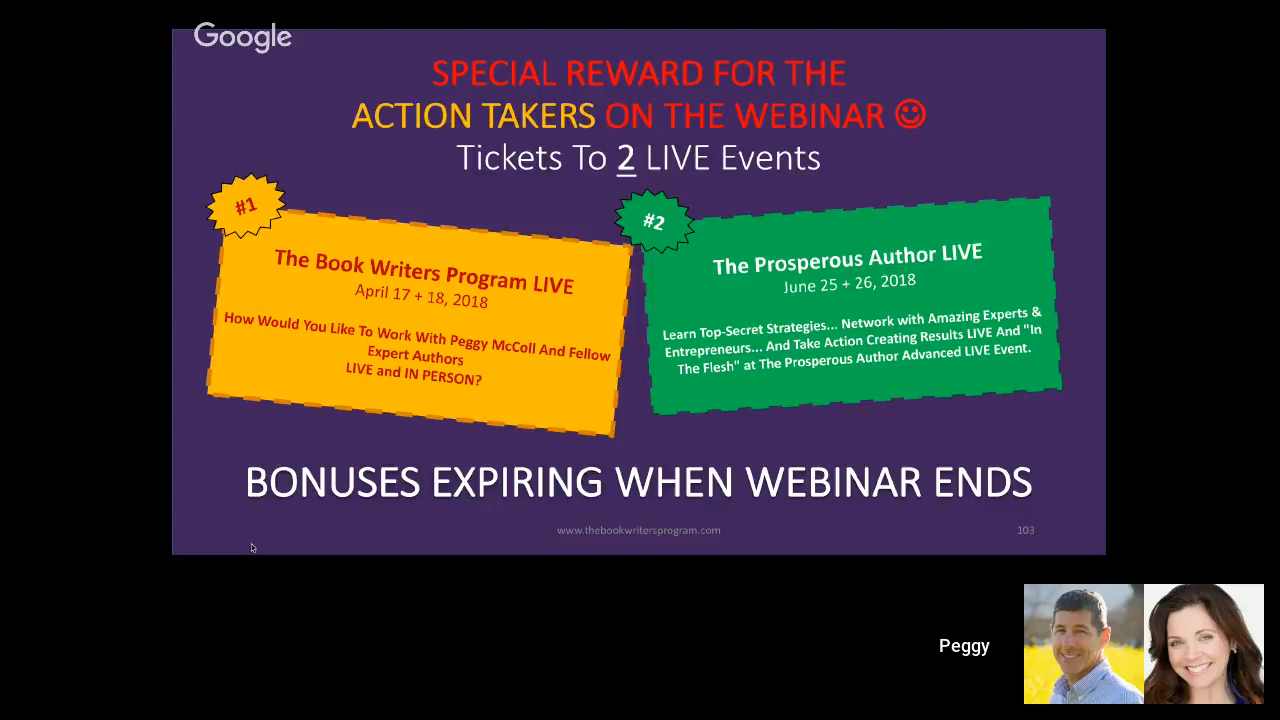 Google
SPECIAL REWARD FOR THE
ACTION TAKERS ON THE WEBINAR ☺
Tickets To 2 LIVE Events
#1
The Book Writers Program LIVE
April 17 + 18, 2018
How Would You Like To Work With Peggy McColl And Fellow
Expert Authors
LIVE and IN PERSON?
#2
The Prosperous Author LIVE
June 25 + 26, 2018
Learn Top-Secret Strategies... Network with Amazing Experts &
Entrepreneurs... And Take Action Creating Results LIVE And "In
The Flesh" at The Prosperous Author Advanced LIVE Event.
BONUSES EXPIRING WHEN WEBINAR ENDS
www.thebookwritersprogram.com
103
Peggy